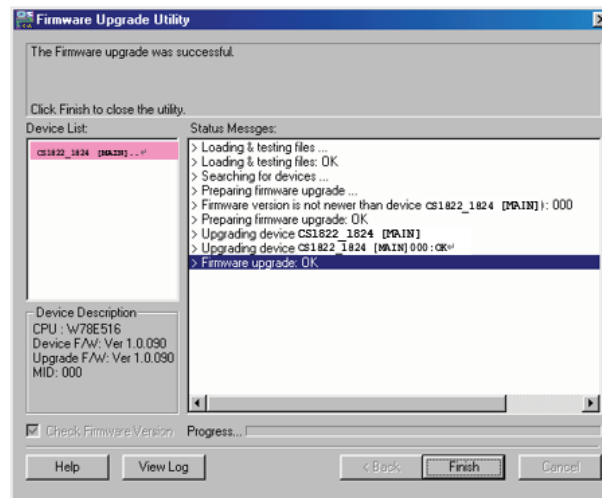 Firmware Upgrade Utility
The Firmware upgrade was successful.
Click Finish to close the utility.
Device List:
CS1822_1824 [MAIN]..↵
Status Messges:
> Loading & testing files ...
> Loading & testing files: OK
> Searching for devices ...
> Preparing firmware upgrade ...
> Firmware version is not newer than device CS1822_1824 [MAIN]): 000
> Preparing firmware upgrade: OK
> Upgrading device CS1822_1824 [MAIN]
> Upgrading device CS1822_1824 [MAIN]000:OK↵
> Firmware upgrade: OK
Device Description
CPU : W78E516
Device F/W: Ver 1.0.090
Upgrade F/W: Ver 1.0.090
MID: 000
Check Firmware Version
Progress...
Help
View Log
< Back
Finish
Cancel